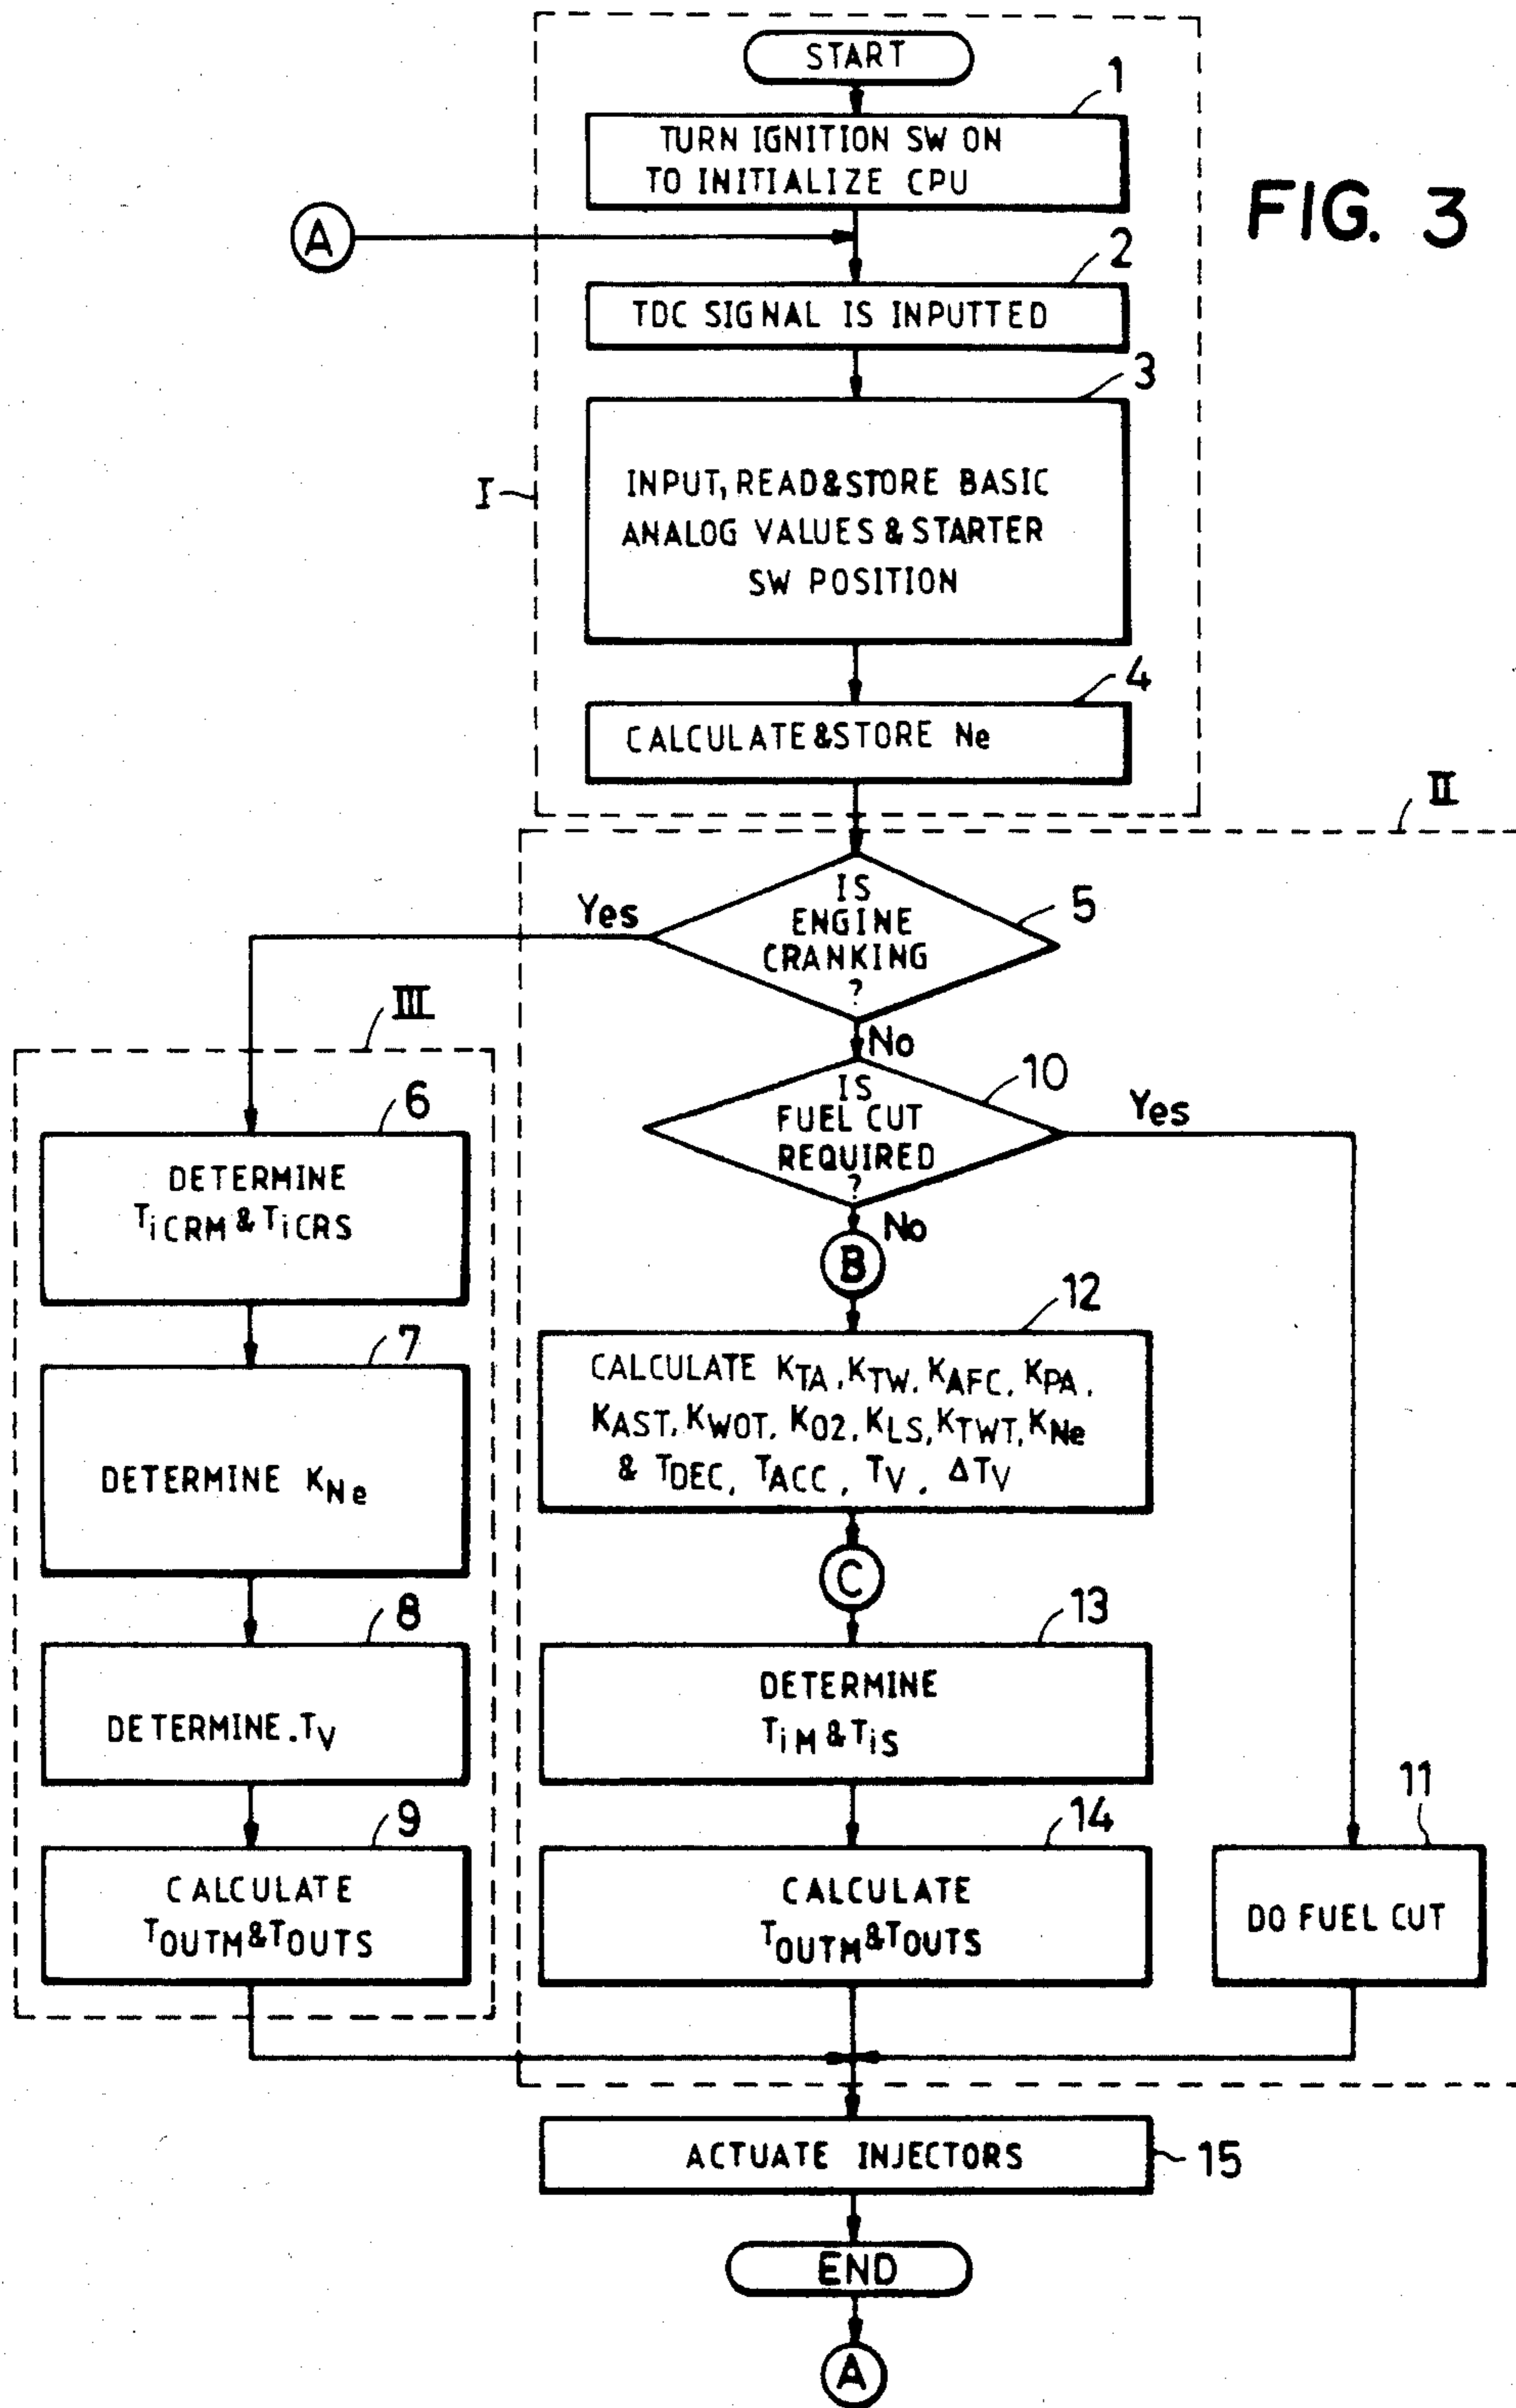 START
1
TURN IGNITION SW ON
TO INITIALIZE CPU
FIG. 3
A
2
TDC SIGNAL IS INPUTTED
3
I
INPUT, READ&STORE BASIC
ANALOG VALUES & STARTER
SW POSITION
4
CALCULATE&STORE Ne
II
Yes
IS
ENGINE
CRANKING
?
5
No
III
IS
FUEL CUT
REQUIRED
?
10
Yes
No
B
6
DETERMINE
TiCRM & TiCRS
7
DETERMINE KNe
8
DETERMINE.TV
9
CALCULATE
TOUTM&TOUTS
12
CALCULATE KTA, KTW, KAFC, KPA,
KAST, KWOT, KO2, KLS, KTWT, KNe
& TDEC, TACC, TV, ΔTV
C
13
DETERMINE
TiM & TiS
14
CALCULATE
TOUTM&TOUTS
11
DO FUEL CUT
ACTUATE INJECTORS
15
END
A